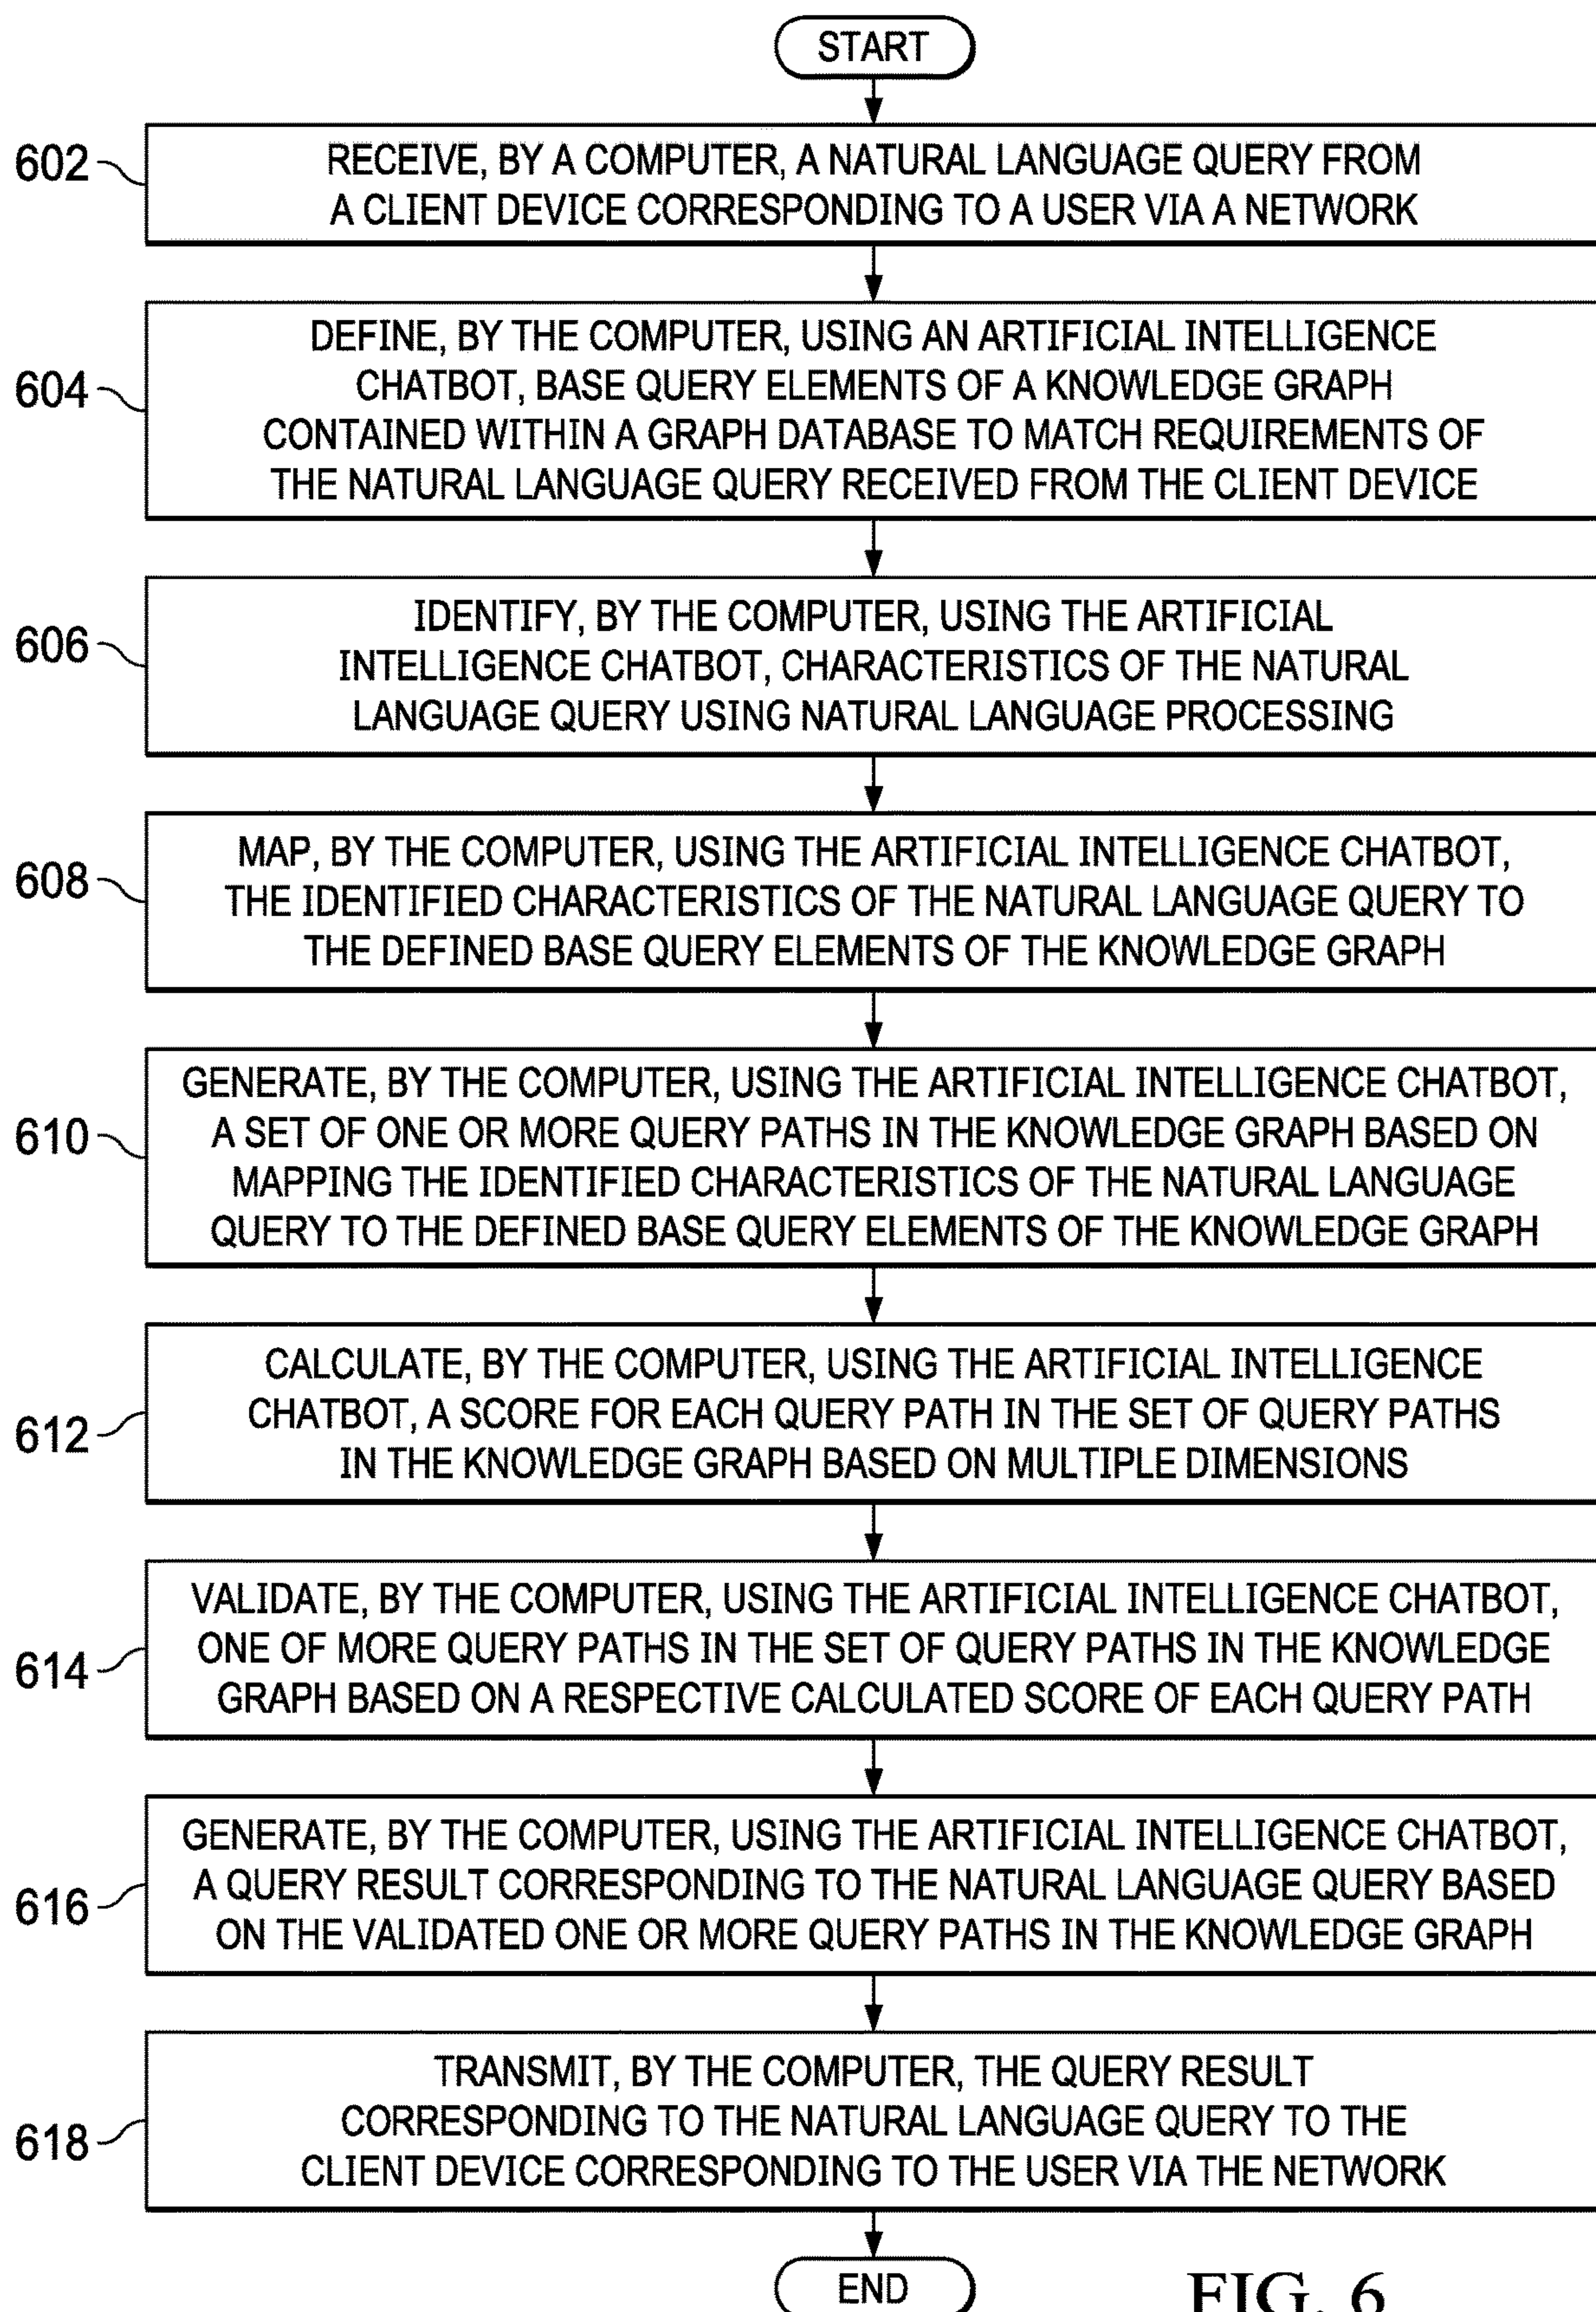 START
602
RECEIVE, BY A COMPUTER, A NATURAL LANGUAGE QUERY FROM
A CLIENT DEVICE CORRESPONDING TO A USER VIA A NETWORK
604
DEFINE, BY THE COMPUTER, USING AN ARTIFICIAL INTELLIGENCE
CHATBOT, BASE QUERY ELEMENTS OF A KNOWLEDGE GRAPH
CONTAINED WITHIN A GRAPH DATABASE TO MATCH REQUIREMENTS OF
THE NATURAL LANGUAGE QUERY RECEIVED FROM THE CLIENT DEVICE
606
IDENTIFY, BY THE COMPUTER, USING THE ARTIFICIAL
INTELLIGENCE CHATBOT, CHARACTERISTICS OF THE NATURAL
LANGUAGE QUERY USING NATURAL LANGUAGE PROCESSING
608
MAP, BY THE COMPUTER, USING THE ARTIFICIAL INTELLIGENCE CHATBOT,
THE IDENTIFIED CHARACTERISTICS OF THE NATURAL LANGUAGE QUERY TO
THE DEFINED BASE QUERY ELEMENTS OF THE KNOWLEDGE GRAPH
610
GENERATE, BY THE COMPUTER, USING THE ARTIFICIAL INTELLIGENCE CHATBOT,
A SET OF ONE OR MORE QUERY PATHS IN THE KNOWLEDGE GRAPH BASED ON
MAPPING THE IDENTIFIED CHARACTERISTICS OF THE NATURAL LANGUAGE
QUERY TO THE DEFINED BASE QUERY ELEMENTS OF THE KNOWLEDGE GRAPH
612
CALCULATE, BY THE COMPUTER, USING THE ARTIFICIAL INTELLIGENCE
CHATBOT, A SCORE FOR EACH QUERY PATH IN THE SET OF QUERY PATHS
IN THE KNOWLEDGE GRAPH BASED ON MULTIPLE DIMENSIONS
614
VALIDATE, BY THE COMPUTER, USING THE ARTIFICIAL INTELLIGENCE CHATBOT,
ONE OF MORE QUERY PATHS IN THE SET OF QUERY PATHS IN THE KNOWLEDGE
GRAPH BASED ON A RESPECTIVE CALCULATED SCORE OF EACH QUERY PATH
616
GENERATE, BY THE COMPUTER, USING THE ARTIFICIAL INTELLIGENCE CHATBOT,
A QUERY RESULT CORRESPONDING TO THE NATURAL LANGUAGE QUERY BASED
ON THE VALIDATED ONE OR MORE QUERY PATHS IN THE KNOWLEDGE GRAPH
618
TRANSMIT, BY THE COMPUTER, THE QUERY RESULT
CORRESPONDING TO THE NATURAL LANGUAGE QUERY TO THE
CLIENT DEVICE CORRESPONDING TO THE USER VIA THE NETWORK
END
FIG. 6